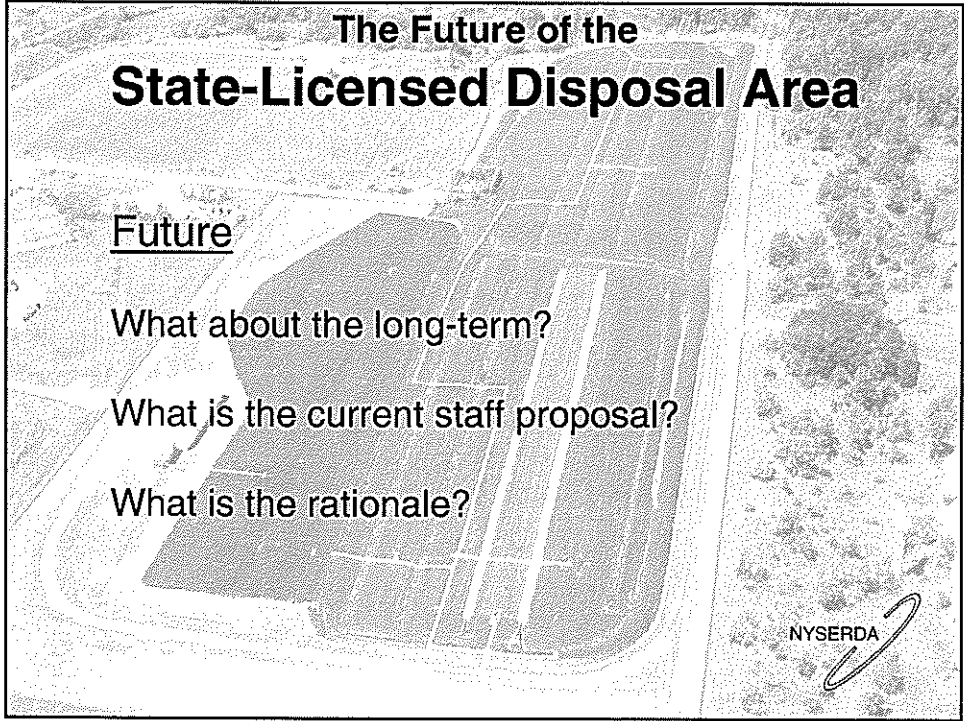 The Future of the
State-Licensed Disposal Area
Future
What about the long-term?
What is the current staff proposal?
What is the rationale?
NYSERDA